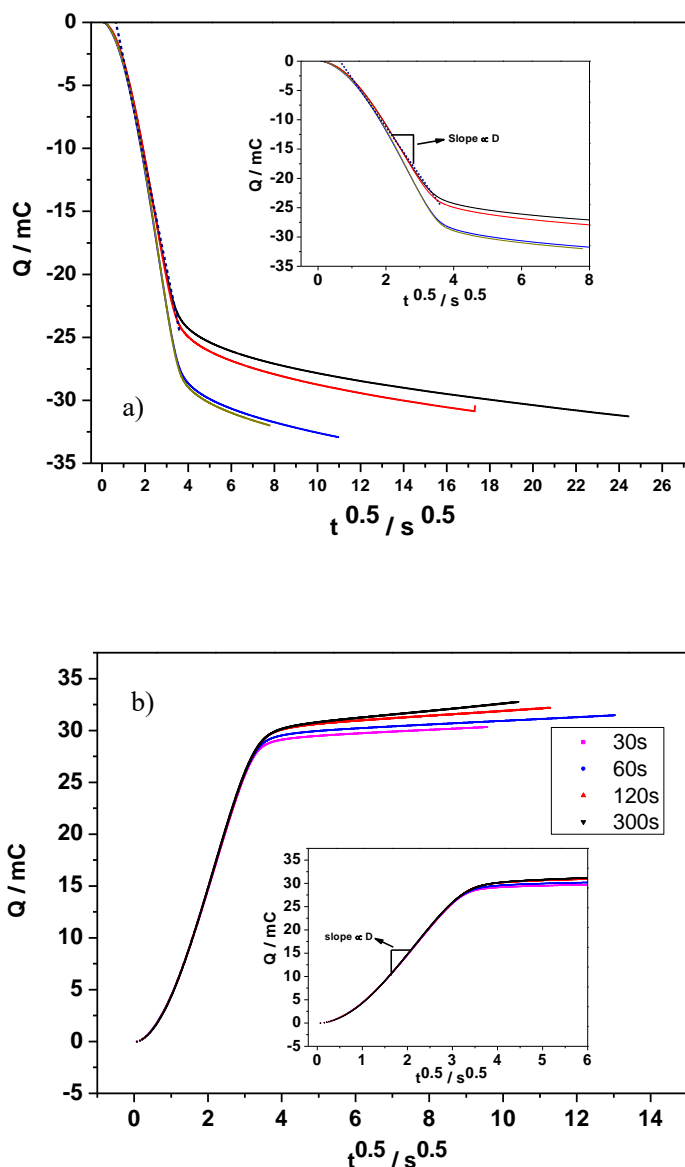 0
-5
-10
-15
-20
-25
-30
-35
Q / mC
0 2 4 6 8 10 12 14 16 18 20 22 24 26
t 0.5 / s 0.5
a)
0
-5
-10
-15
-20
-25
-30
-35
Q / mC
Slope ∝ D
0 2 4 6 8
t 0.5 / s 0.5
35
30
25
20
15
10
5
0
-5
Q / mC
b)
30s
60s
120s
300s
35
30
25
20
15
10
5
0
-5
Q / mC
slope ∝ D
0 1 2 3 4 5 6
t0.5/ s0.5
0 2 4 6 8 10 12 14
t0.5/ s0.5